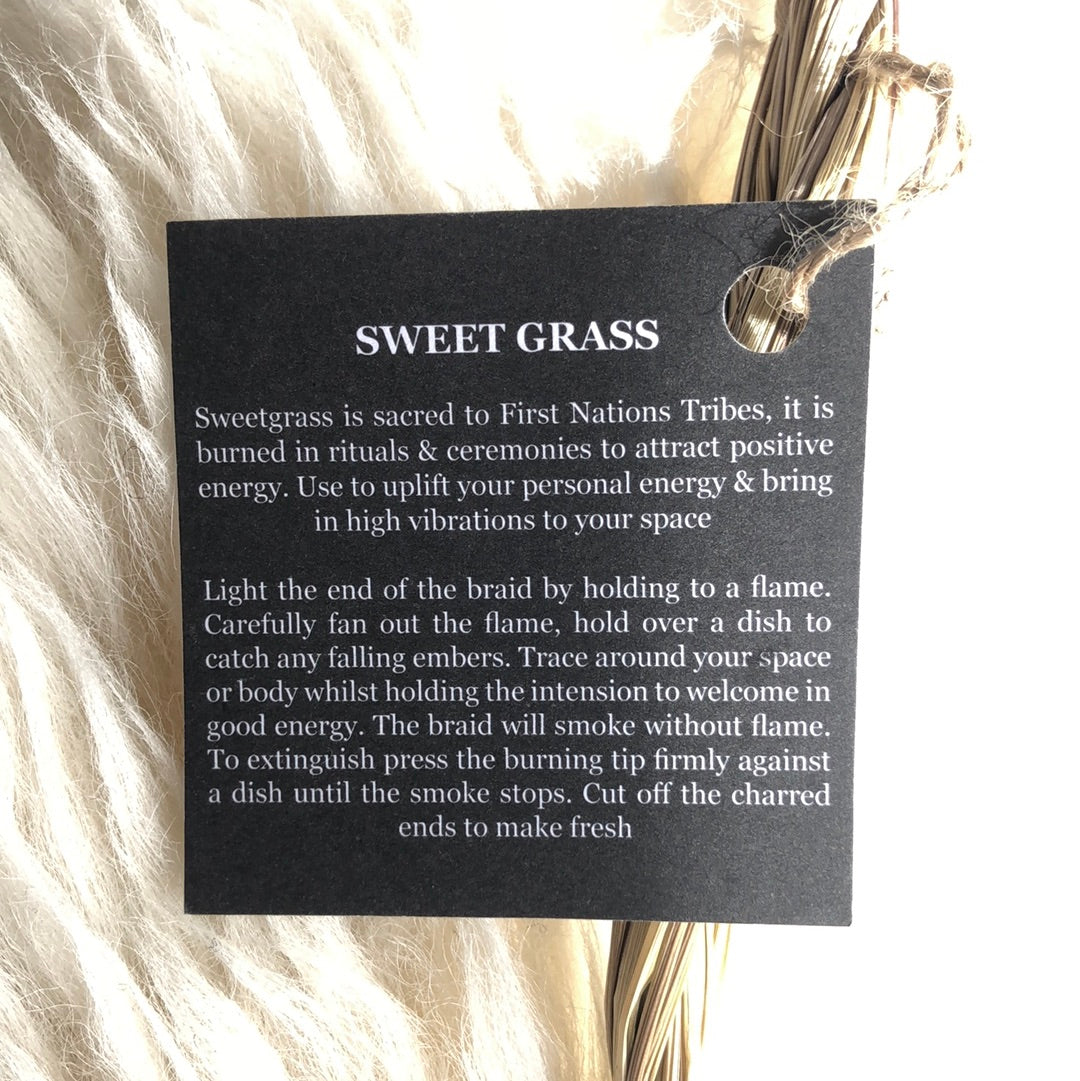 SWEET GRASS
Sweetgrass is sacred to First Nations Tribes, it is
burned in rituals & ceremonies to attract positive
energy. Use to uplift your personal energy & bring
in high vibrations to your space
Light the end of the braid by holding to a flame.
Carefully fan out the flame, hold over a dish to
catch any falling embers. Trace around your space
or body whilst holding the intension to welcome in
good energy. The braid will smoke without flame.
To extinguish press the burning tip firmly against
a dish until the smoke stops. Cut off the charred
ends to make fresh